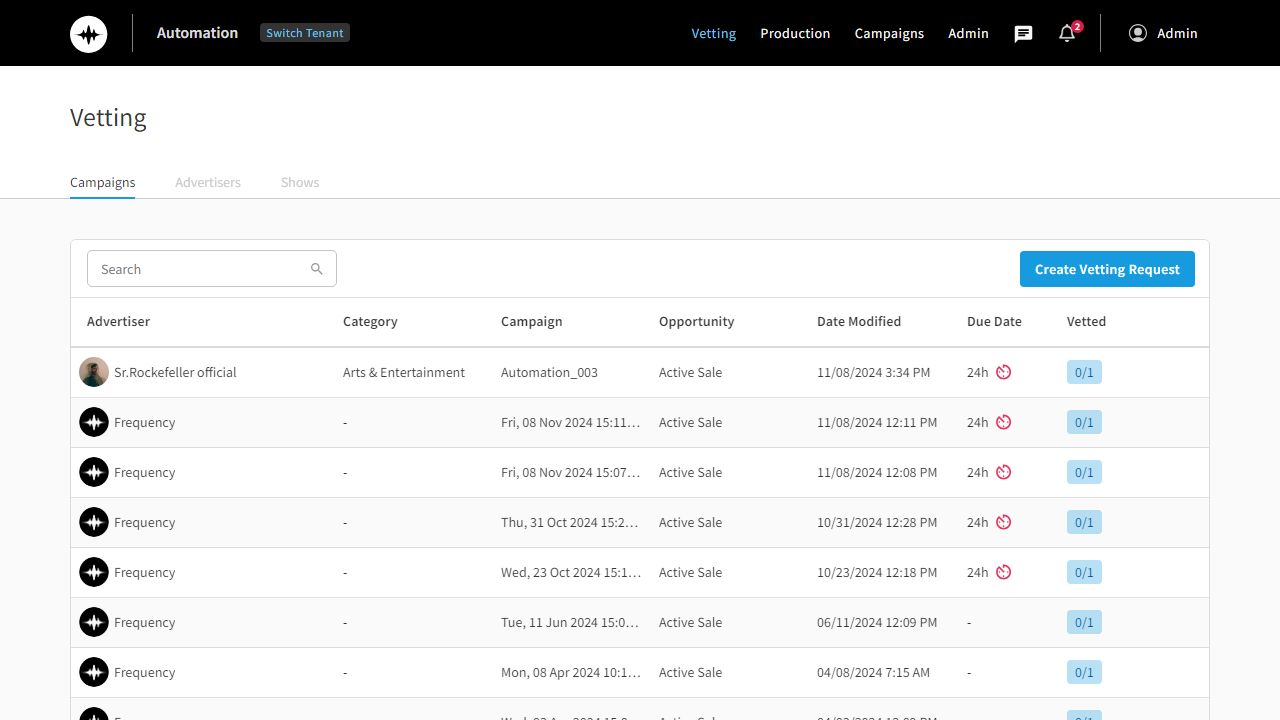 Automation Switch Tenant Vetting Production Campaigns Admin 2 Admin
Vetting
Campaigns Advertisers Shows
Search Create Vetting Request
Advertiser Category Campaign Opportunity Date Modified Due Date Vetted
Sr.Rockefeller official Arts & Entertainment Automation_003 Active Sale 11/08/2024 3:34 PM 24h 0/1
Frequency - Fri, 08 Nov 2024 15:11... Active Sale 11/08/2024 12:11 PM 24h 0/1
Frequency - Fri, 08 Nov 2024 15:07... Active Sale 11/08/2024 12:08 PM 24h 0/1
Frequency - Thu, 31 Oct 2024 15:2... Active Sale 10/31/2024 12:28 PM 24h 0/1
Frequency - Wed, 23 Oct 2024 15:1... Active Sale 10/23/2024 12:18 PM 24h 0/1
Frequency - Tue, 11 Jun 2024 15:0... Active Sale 06/11/2024 12:09 PM - 0/1
Frequency - Mon, 08 Apr 2024 10:1... Active Sale 04/08/2024 7:15 AM - 0/1